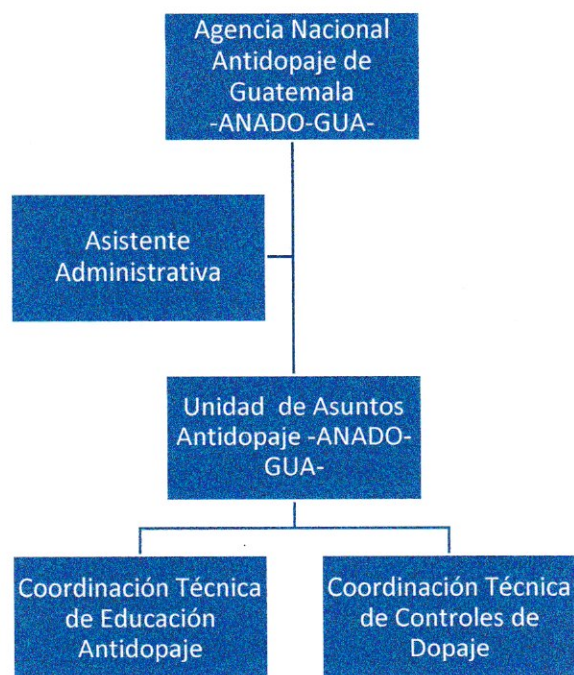 Agencia Nacional
Antidopaje de
Guatemala
-ANADO-GUA-
Asistente
Administrativa
Unidad de Asuntos
Antidopaje -ANADO-
GUA-
Coordinación Técnica
de Educación
Antidopaje
Coordinación Técnica
de Controles de
Dopaje